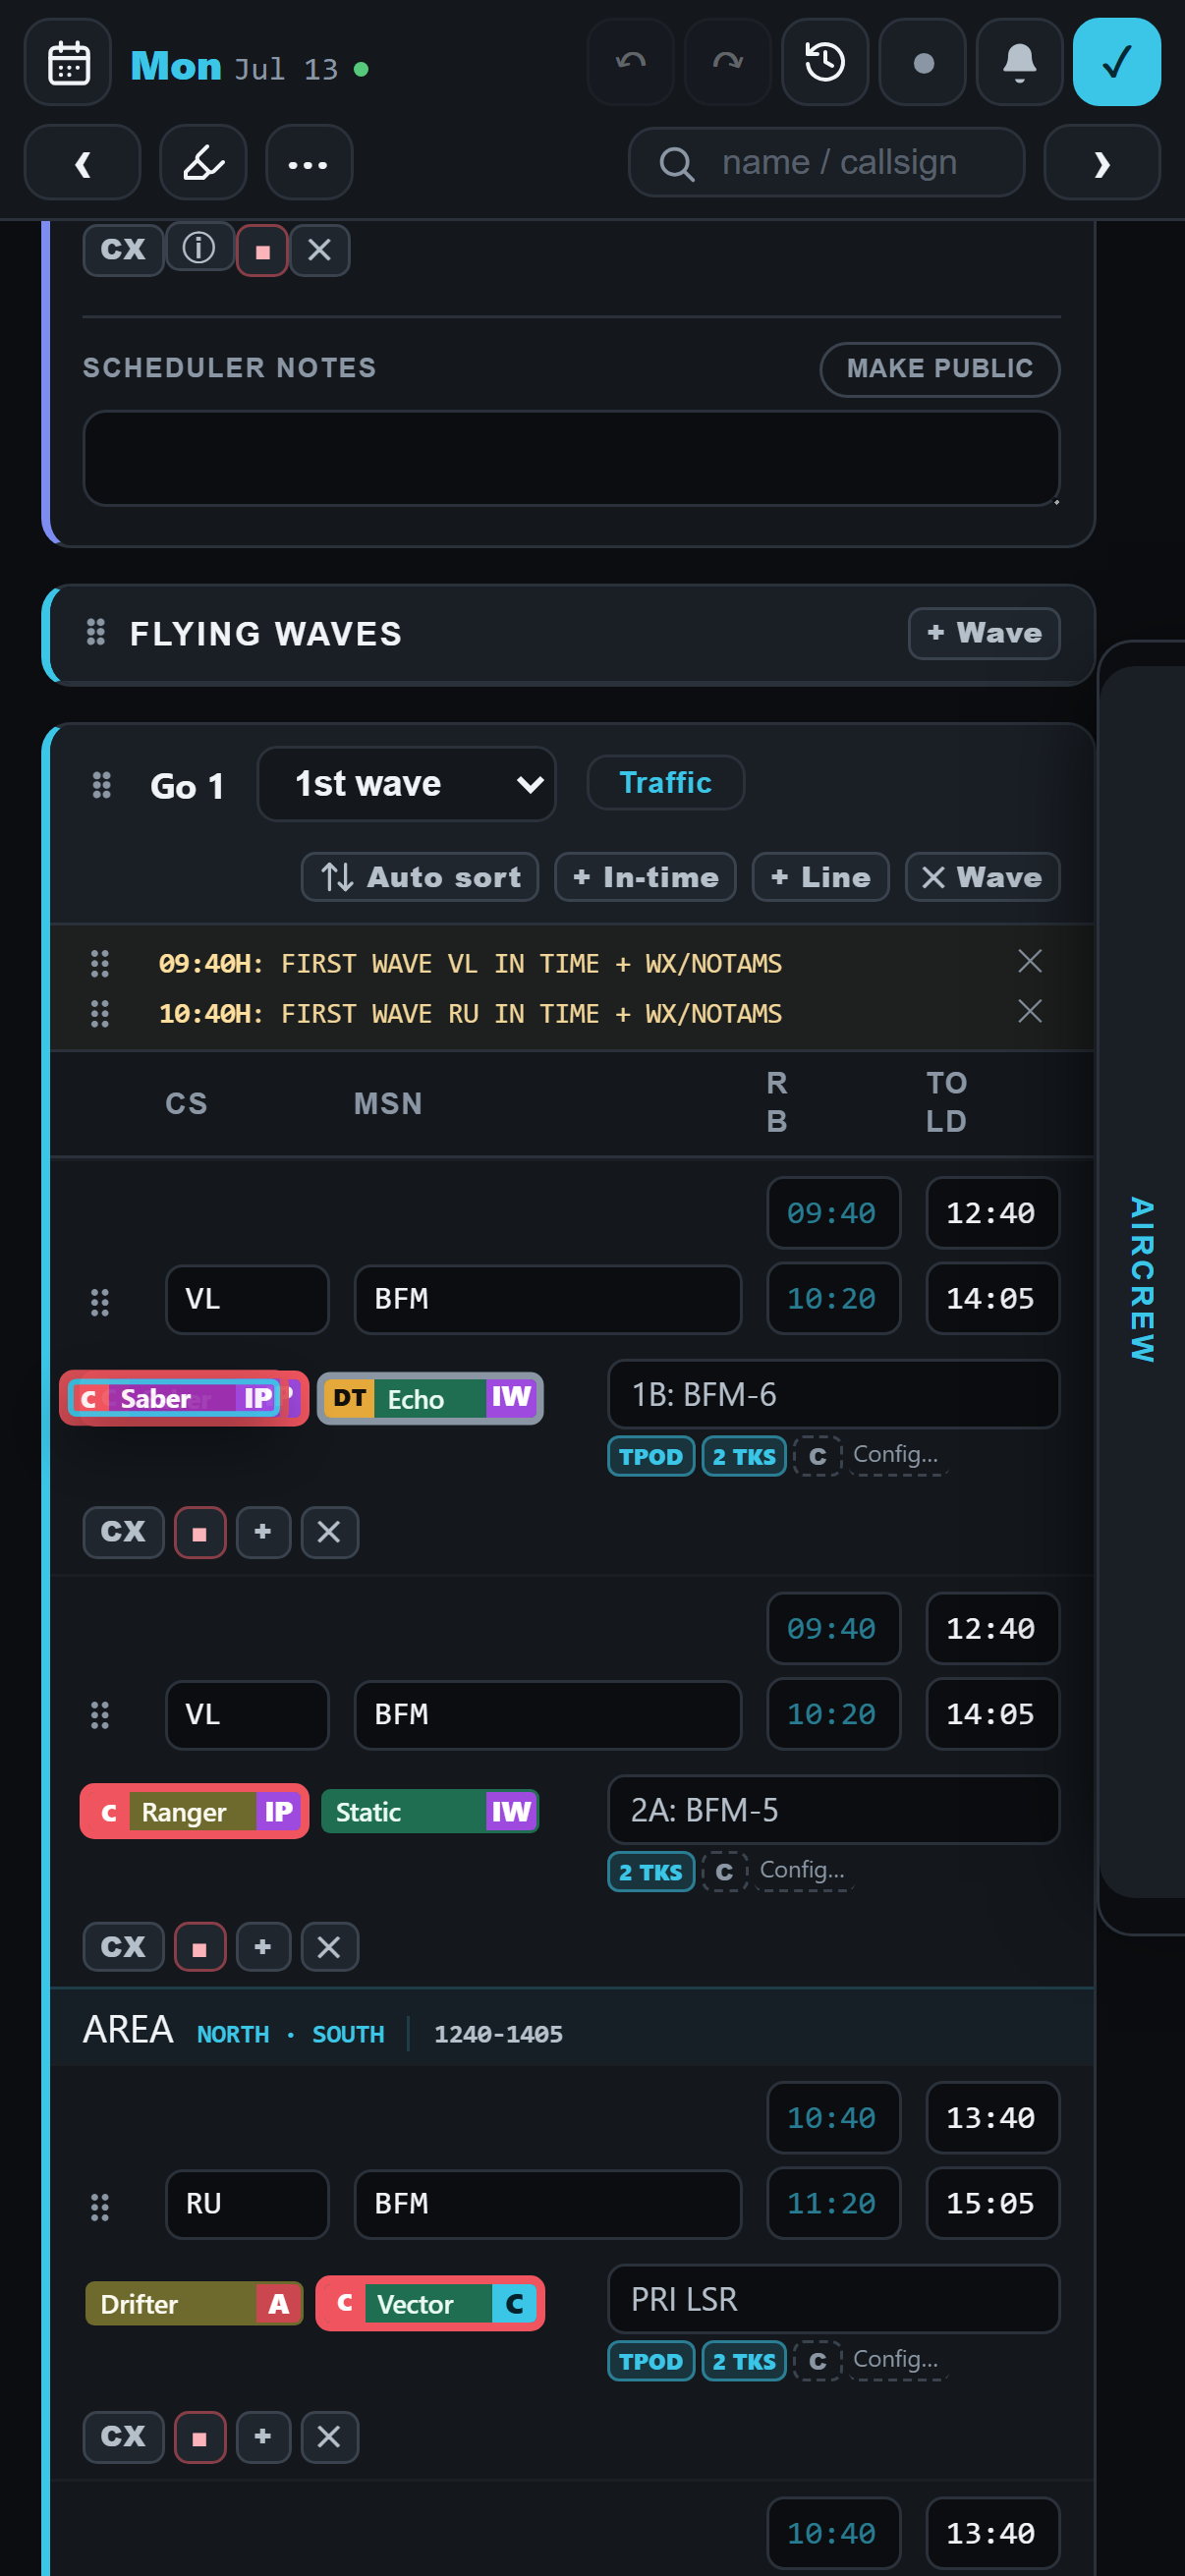 Mon Jul 13
name / callsign
CX
SCHEDULER NOTES
MAKE PUBLIC
FLYING WAVES
+ Wave
Go 1
1st wave
Traffic
Auto sort
+ In-time
+ Line
× Wave
09:40H: FIRST WAVE VL IN TIME + WX/NOTAMS
10:40H: FIRST WAVE RU IN TIME + WX/NOTAMS
CS
MSN
R
B
TO
LD
AIRCREW
09:40
12:40
VL
BFM
10:20
14:05
C Saber IP
DT Echo IW
1B: BFM-6
TPOD
2 TKS
C
Config...
CX
+
09:40
12:40
VL
BFM
10:20
14:05
C Ranger IP
Static IW
2A: BFM-5
2 TKS
C
Config...
CX
+
AREA NORTH · SOUTH 1240-1405
10:40
13:40
RU
BFM
11:20
15:05
Drifter A
C Vector C
PRI LSR
TPOD
2 TKS
C
Config...
CX
+
10:40
13:40